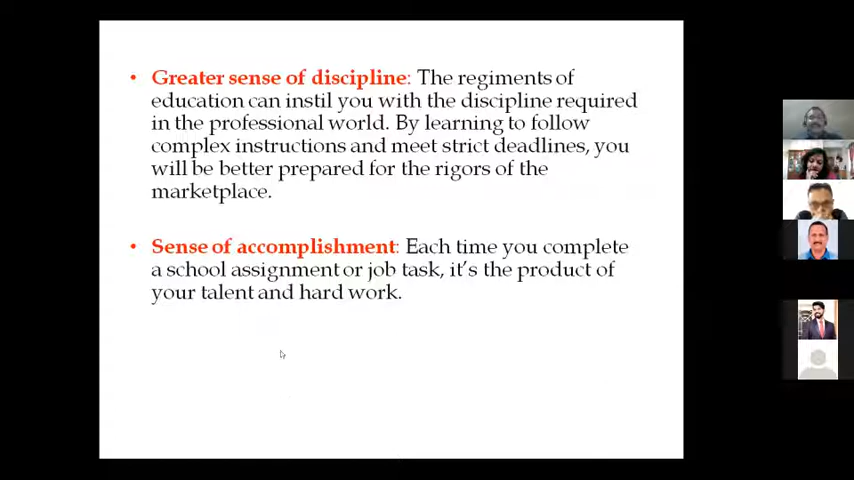 • Greater sense of discipline: The regiments of
education can instil you with the discipline required
in the professional world. By learning to follow
complex instructions and meet strict deadlines, you
will be better prepared for the rigors of the
marketplace.
• Sense of accomplishment: Each time you complete
a school assignment or job task, it's the product of
your talent and hard work.